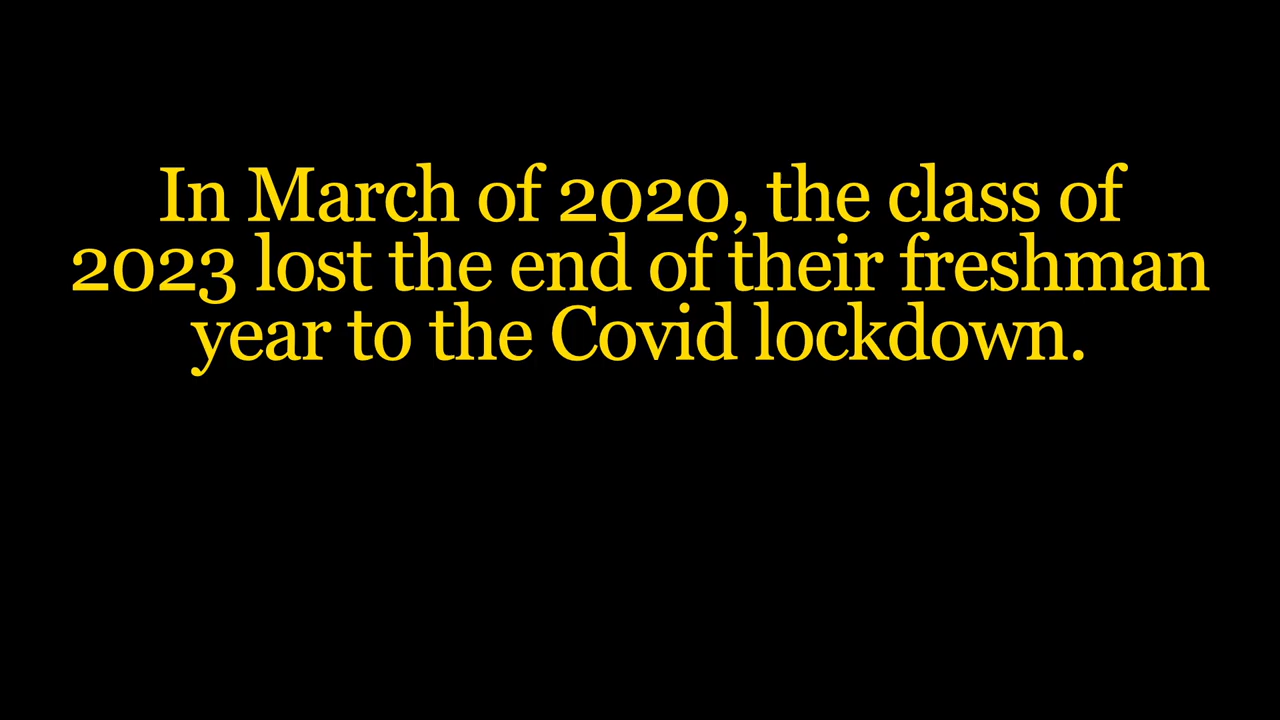 In March of 2020, the class of
2023 lost the end of their freshman
year to the Covid lockdown.